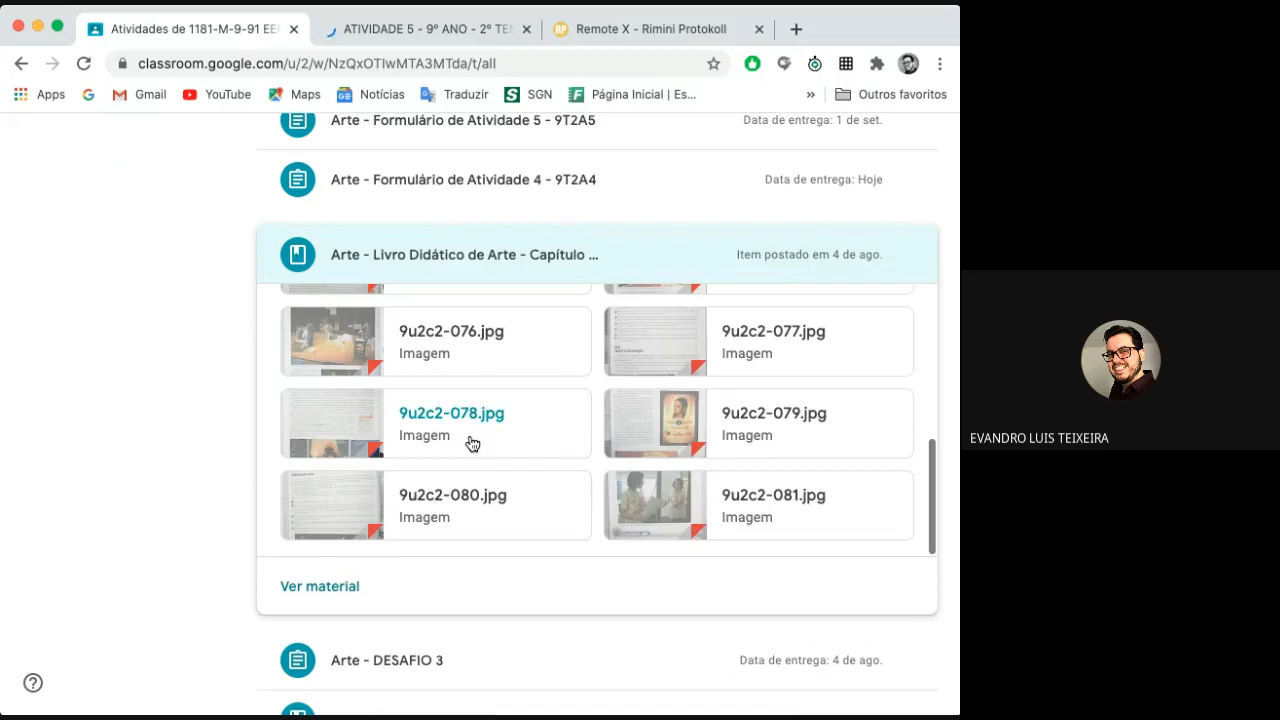 Atividades de 1181-M-9-91 EEI
ATIVIDADE 5 - 9º ANO - 2º TEI
RP Remote X - Rimini Protokoll
classroom.google.com/u/2/w/NzQxOTIwMTA3MTda/t/all
Apps Gmail YouTube Maps Notícias Traduzir SGN Página Inicial | Es... » Outros favoritos
Arte - Formulário de Atividade 5 - 9T2A5 Data de entrega: 1 de set.
Arte - Formulário de Atividade 4 - 9T2A4 Data de entrega: Hoje
Arte - Livro Didático de Arte - Capítulo ... Item postado em 4 de ago.
9u2c2-076.jpg
Imagem
9u2c2-077.jpg
Imagem
9u2c2-078.jpg
Imagem
9u2c2-079.jpg
Imagem
9u2c2-080.jpg
Imagem
9u2c2-081.jpg
Imagem
Ver material
Arte - DESAFIO 3 Data de entrega: 4 de ago.
EVANDRO LUIS TEIXEIRA